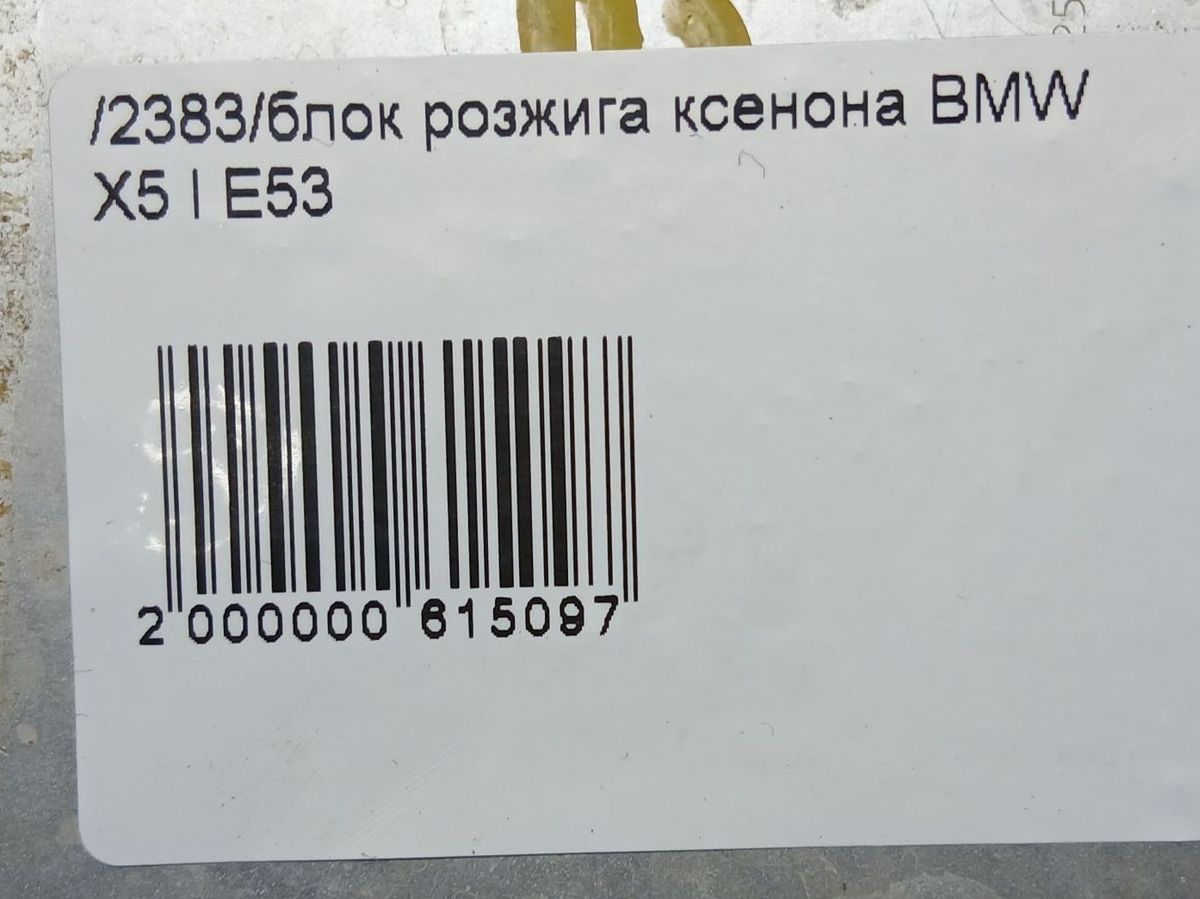 /2383/блок розжига ксенона BMW
X5 I E53
2 000000 615097